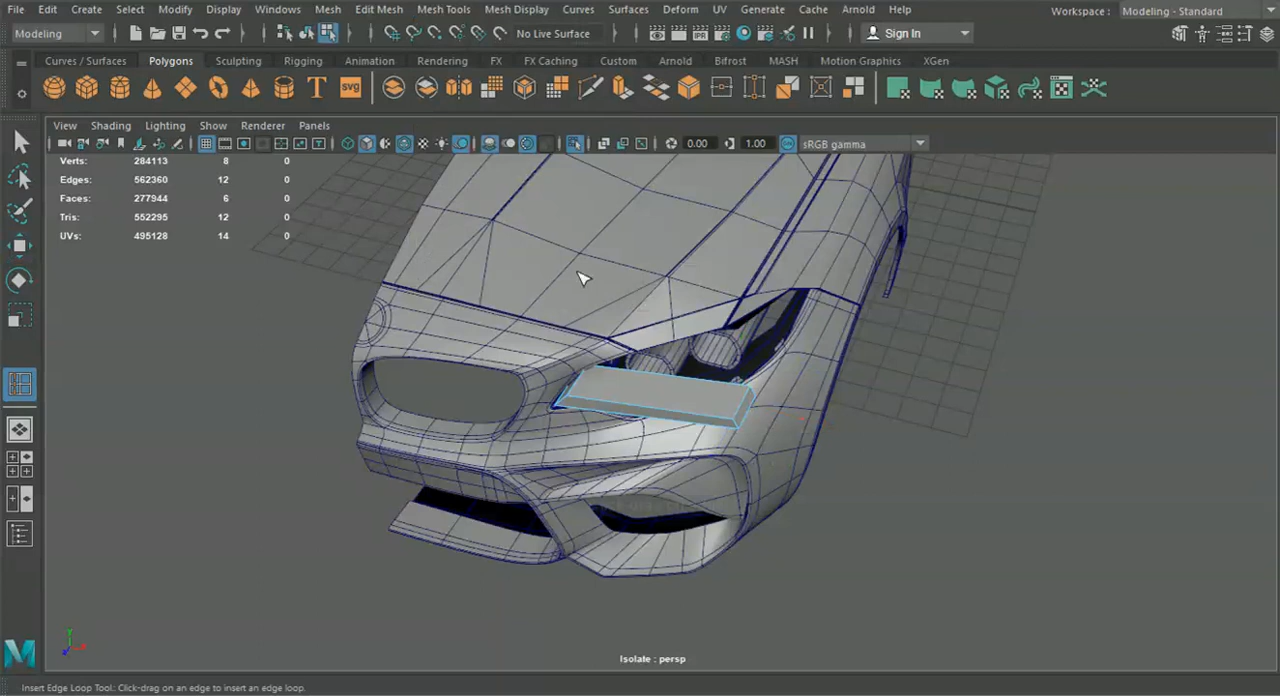 File Edit Create Select Modify Display Windows Mesh Edit Mesh Mesh Tools Mesh Display Curves Surfaces Deform UV Generate Cache Arnold Help Workspace : Modeling - Standard
Modeling No Live Surface Sign In
Curves / Surfaces Polygons Sculpting Rigging Animation Rendering FX FX Caching Custom Arnold Bifrost MASH Motion Graphics XGen
T SVG
View Shading Lighting Show Renderer Panels
0.00 1.00 sRGB gamma
Verts: 284113 8 0
Edges: 562360 12 0
Faces: 277944 6 0
Tris: 552295 12 0
UVs: 495128 14 0
Isolate : persp
Insert Edge Loop Tool: Click-drag on an edge to insert an edge loop.